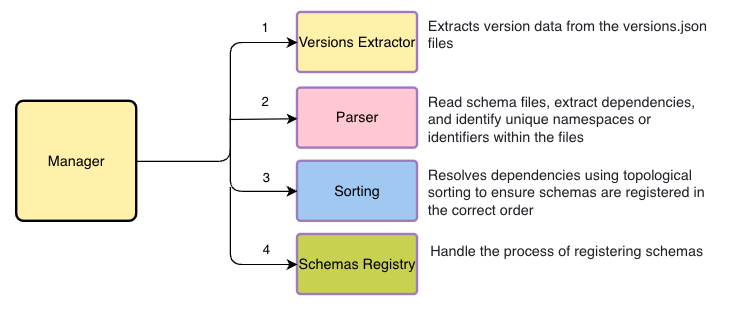 1
Versions Extractor
Extracts version data from the versions.json
files
2
Parser
Read schema files, extract dependencies,
and identify unique namespaces or
identifiers within the files
Manager
3
Sorting
Resolves dependencies using topological
sorting to ensure schemas are registered in
the correct order
4
Schemas Registry
Handle the process of registering schemas